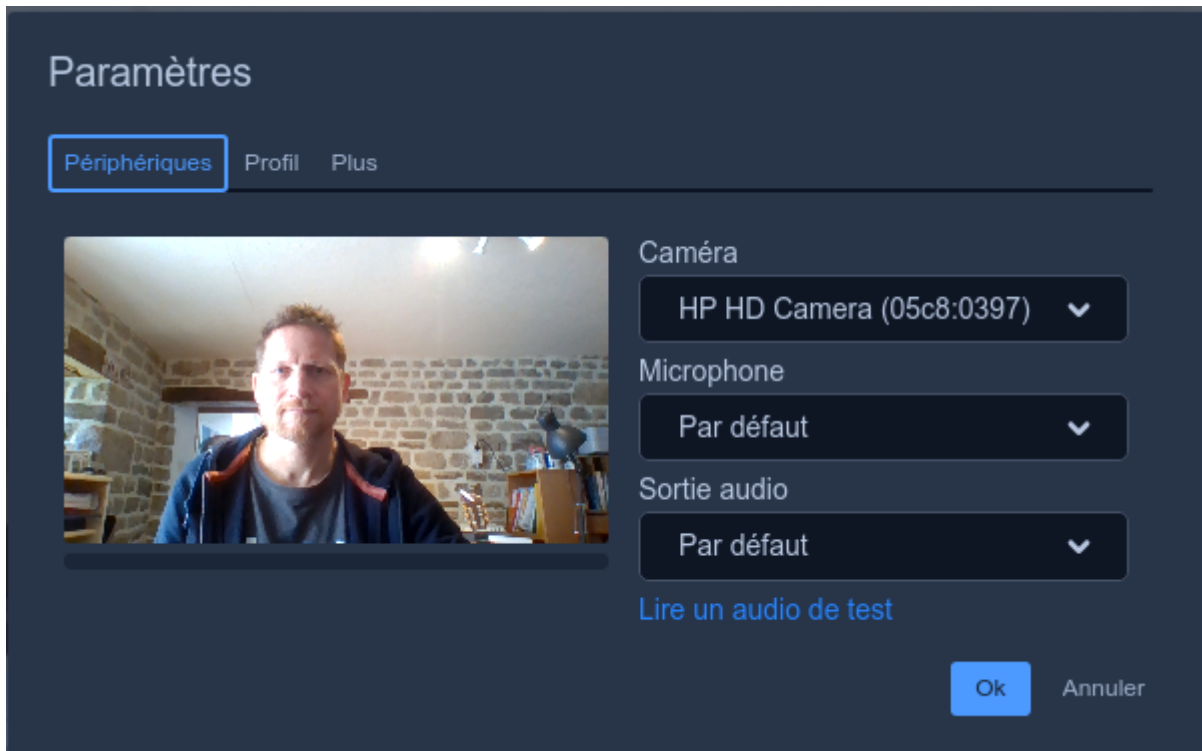 Paramètres
Périphériques Profil Plus
Caméra
HP HD Camera (05c8:0397)
Microphone
Par défaut
Sortie audio
Par défaut
Lire un audio de test
Ok Annuler